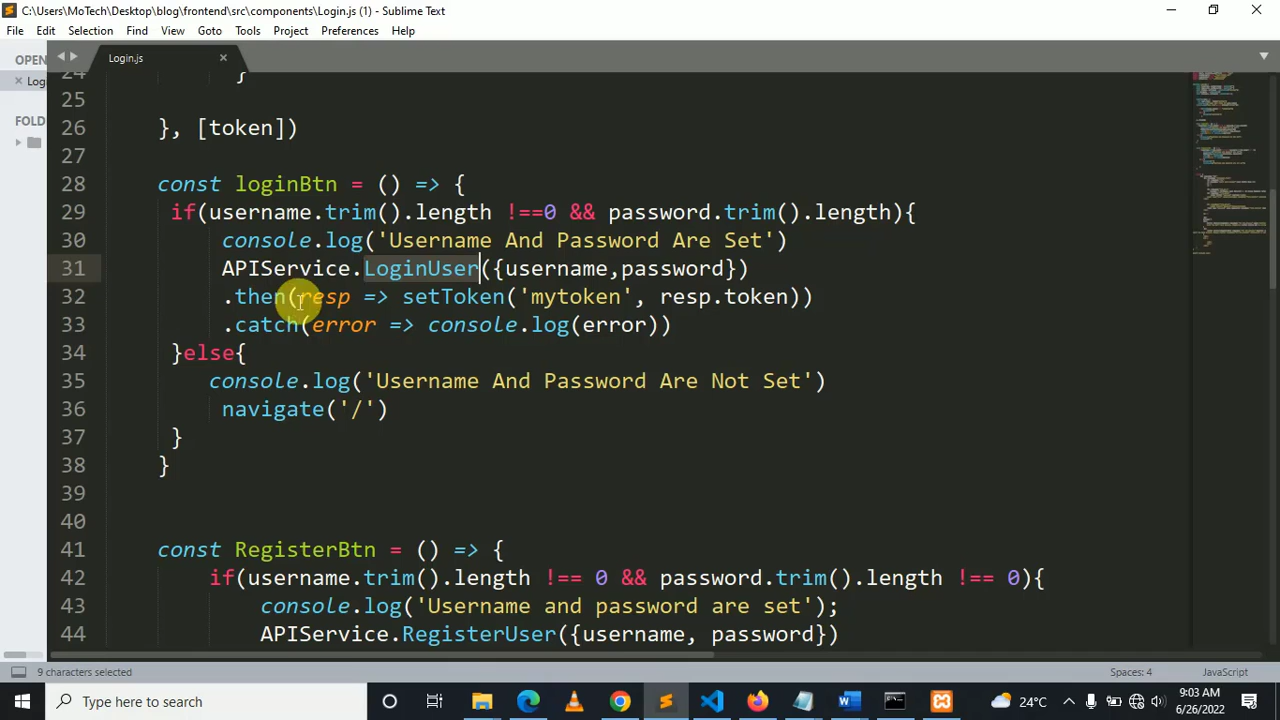 C:\Users\MoTech\Desktop\blog\frontend\src\components\Login.js (1) - Sublime Text
File Edit Selection Find View Goto Tools Project Preferences Help
OPEN
Login.js
Log
FOLD
24 }
25
26 }, [token])
27
28 const loginBtn = () => {
29 if(username.trim().length !==0 && password.trim().length){
30 console.log('Username And Password Are Set')
31 APIService.LoginUser({username,password})
32 .then(resp => setToken('mytoken', resp.token))
33 .catch(error => console.log(error))
34 }else{
35 console.log('Username And Password Are Not Set')
36 navigate('/')
37 }
38 }
39
40
41 const RegisterBtn = () => {
42 if(username.trim().length !== 0 && password.trim().length !== 0){
43 console.log('Username and password are set');
44 APIService.RegisterUser({username, password})
9 characters selected Spaces: 4 JavaScript
Type here to search 24°C 9:03 AM
6/26/2022